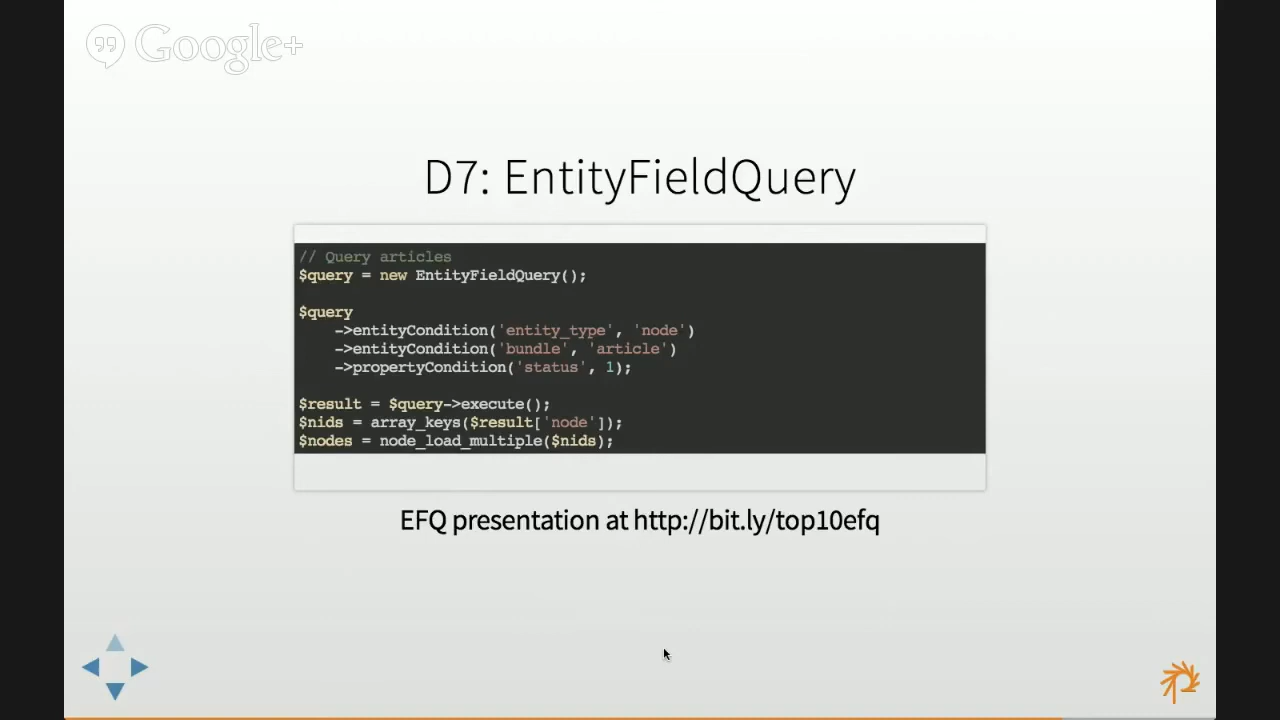 Google+
D7: EntityFieldQuery
// Query articles
$query = new EntityFieldQuery();
$query
->entityCondition('entity_type', 'node')
->entityCondition('bundle', 'article')
->propertyCondition('status', 1);
$result = $query->execute();
$nids = array_keys($result['node']);
$nodes = node_load_multiple($nids);
EFQ presentation at http://bit.ly/top10efq